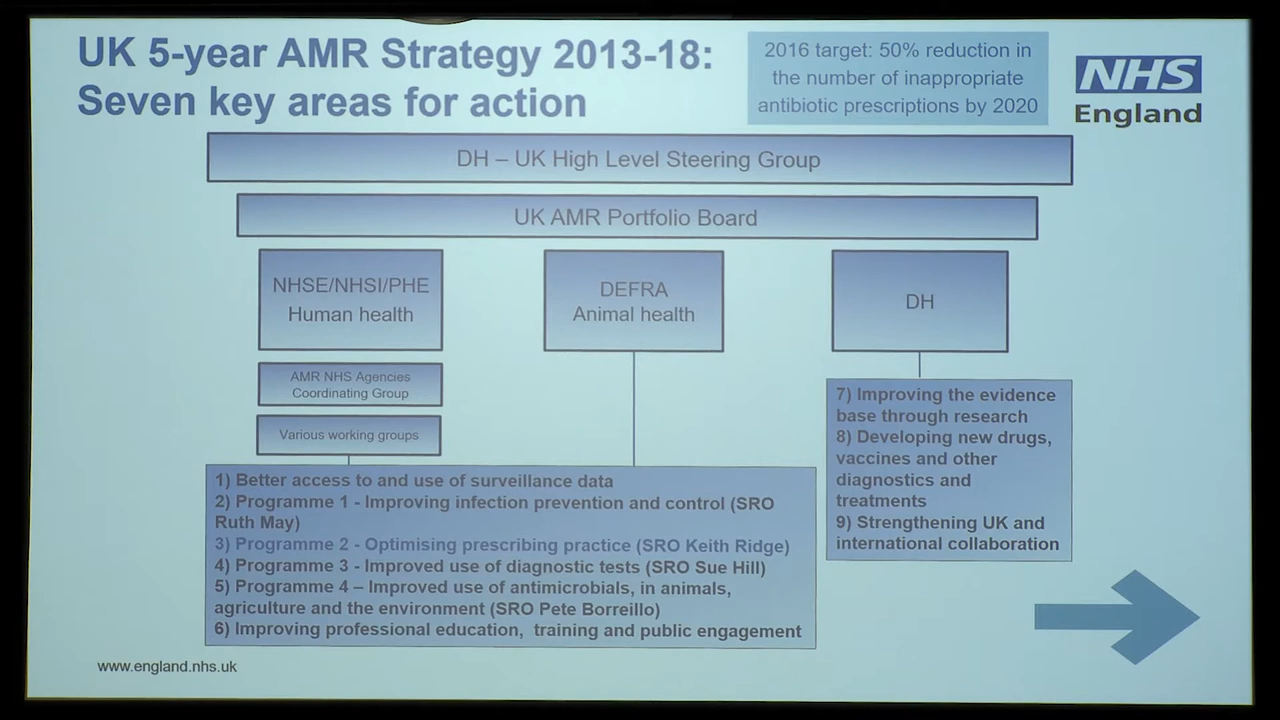 UK 5-year AMR Strategy 2013-18:
Seven key areas for action
2016 target: 50% reduction in
the number of inappropriate
antibiotic prescriptions by 2020
NHS
England
DH – UK High Level Steering Group
UK AMR Portfolio Board
NHSE/NHSI/PHE
Human health
DEFRA
Animal health
DH
AMR NHS Agencies
Coordinating Group
Various working groups
1) Better access to and use of surveillance data
2) Programme 1 - Improving infection prevention and control (SRO
Ruth May)
3) Programme 2 - Optimising prescribing practice (SRO Keith Ridge)
4) Programme 3 - Improved use of diagnostic tests (SRO Sue Hill)
5) Programme 4 – Improved use of antimicrobials, in animals,
agriculture and the environment (SRO Pete Borreillo)
6) Improving professional education, training and public engagement
7) Improving the evidence
base through research
8) Developing new drugs,
vaccines and other
diagnostics and
treatments
9) Strengthening UK and
international collaboration
www.england.nhs.uk